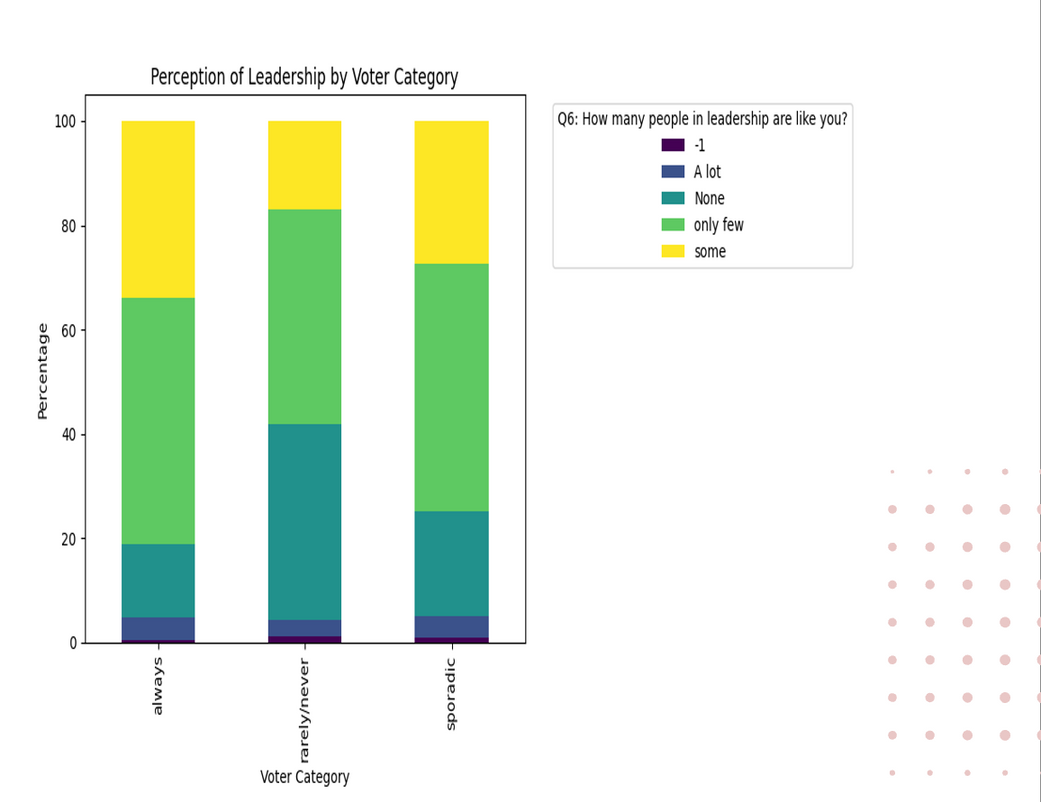 Perception of Leadership by Voter Category
Q6: How many people in leadership are like you?
-1
A lot
None
only few
some
Percentage
100
80
60
40
20
0
always
rarely/never
sporadic
Voter Category